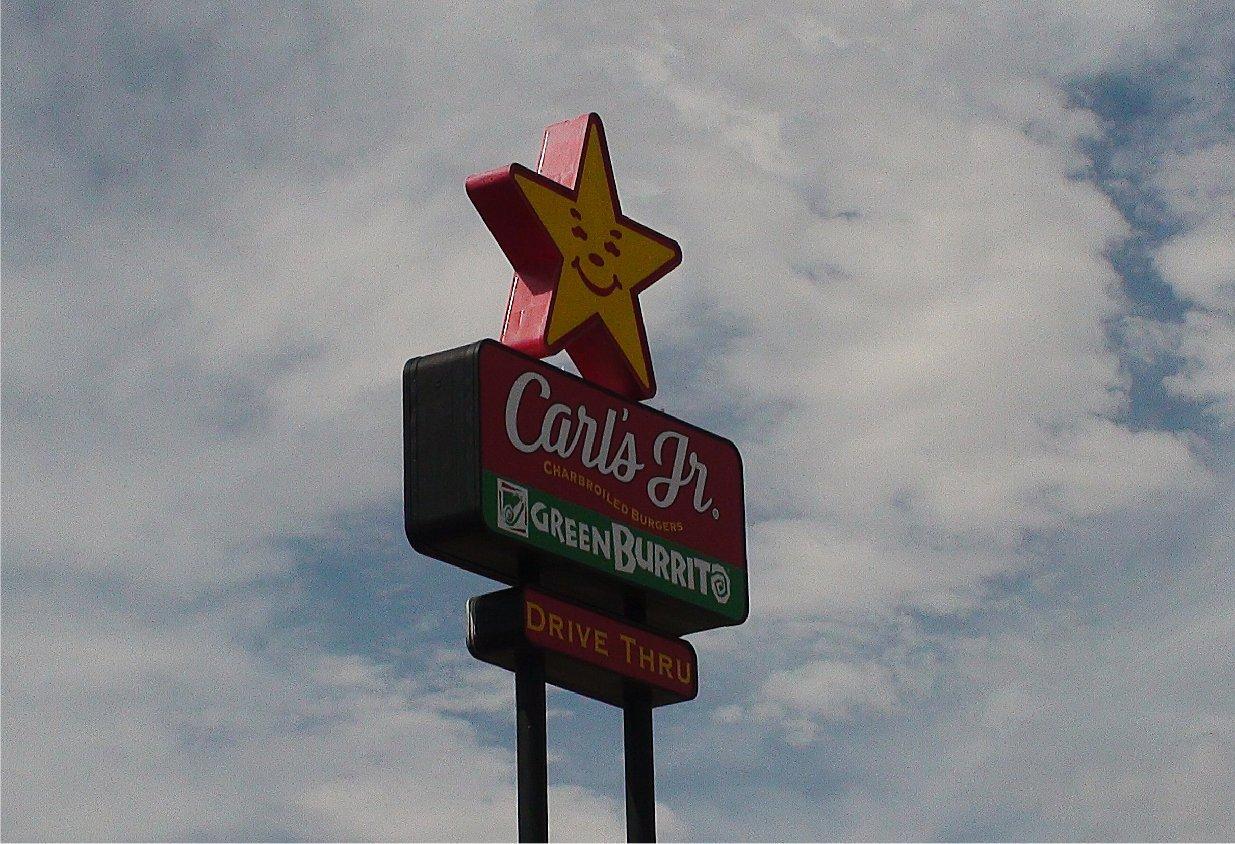 Carl's Jr.
CHARBROILED BURGERS
GREEN BURRITO
DRIVE THRU